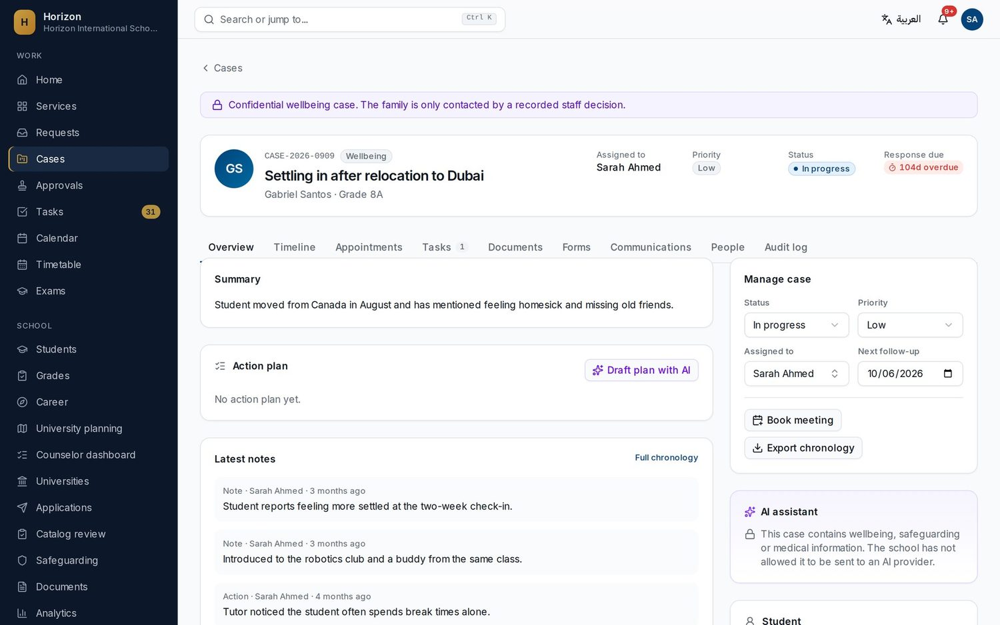 H
Horizon
Horizon International Scho...
WORK
Home
Services
Requests
Cases
Approvals
Tasks 31
Calendar
Timetable
Exams
SCHOOL
Students
Grades
Career
University planning
Counselor dashboard
Universities
Applications
Catalog review
Safeguarding
Documents
Analytics
Search or jump to... Ctrl K
العربية
9+
SA
Cases
Confidential wellbeing case. The family is only contacted by a recorded staff decision.
GS
CASE-2026-0909 Wellbeing
Settling in after relocation to Dubai
Gabriel Santos · Grade 8A
Assigned to
Sarah Ahmed
Priority
Low
Status
In progress
Response due
104d overdue
Overview Timeline Appointments Tasks 1 Documents Forms Communications People Audit log
Summary
Student moved from Canada in August and has mentioned feeling homesick and missing old friends.
Action plan
Draft plan with AI
No action plan yet.
Latest notes
Full chronology
Note · Sarah Ahmed · 3 months ago
Student reports feeling more settled at the two-week check-in.
Note · Sarah Ahmed · 3 months ago
Introduced to the robotics club and a buddy from the same class.
Action · Sarah Ahmed · 4 months ago
Tutor noticed the student often spends break times alone.
Manage case
Status
In progress
Priority
Low
Assigned to
Sarah Ahmed
Next follow-up
10/06/2026
Book meeting
Export chronology
AI assistant
This case contains wellbeing, safeguarding
or medical information. The school has not
allowed it to be sent to an AI provider.
Student